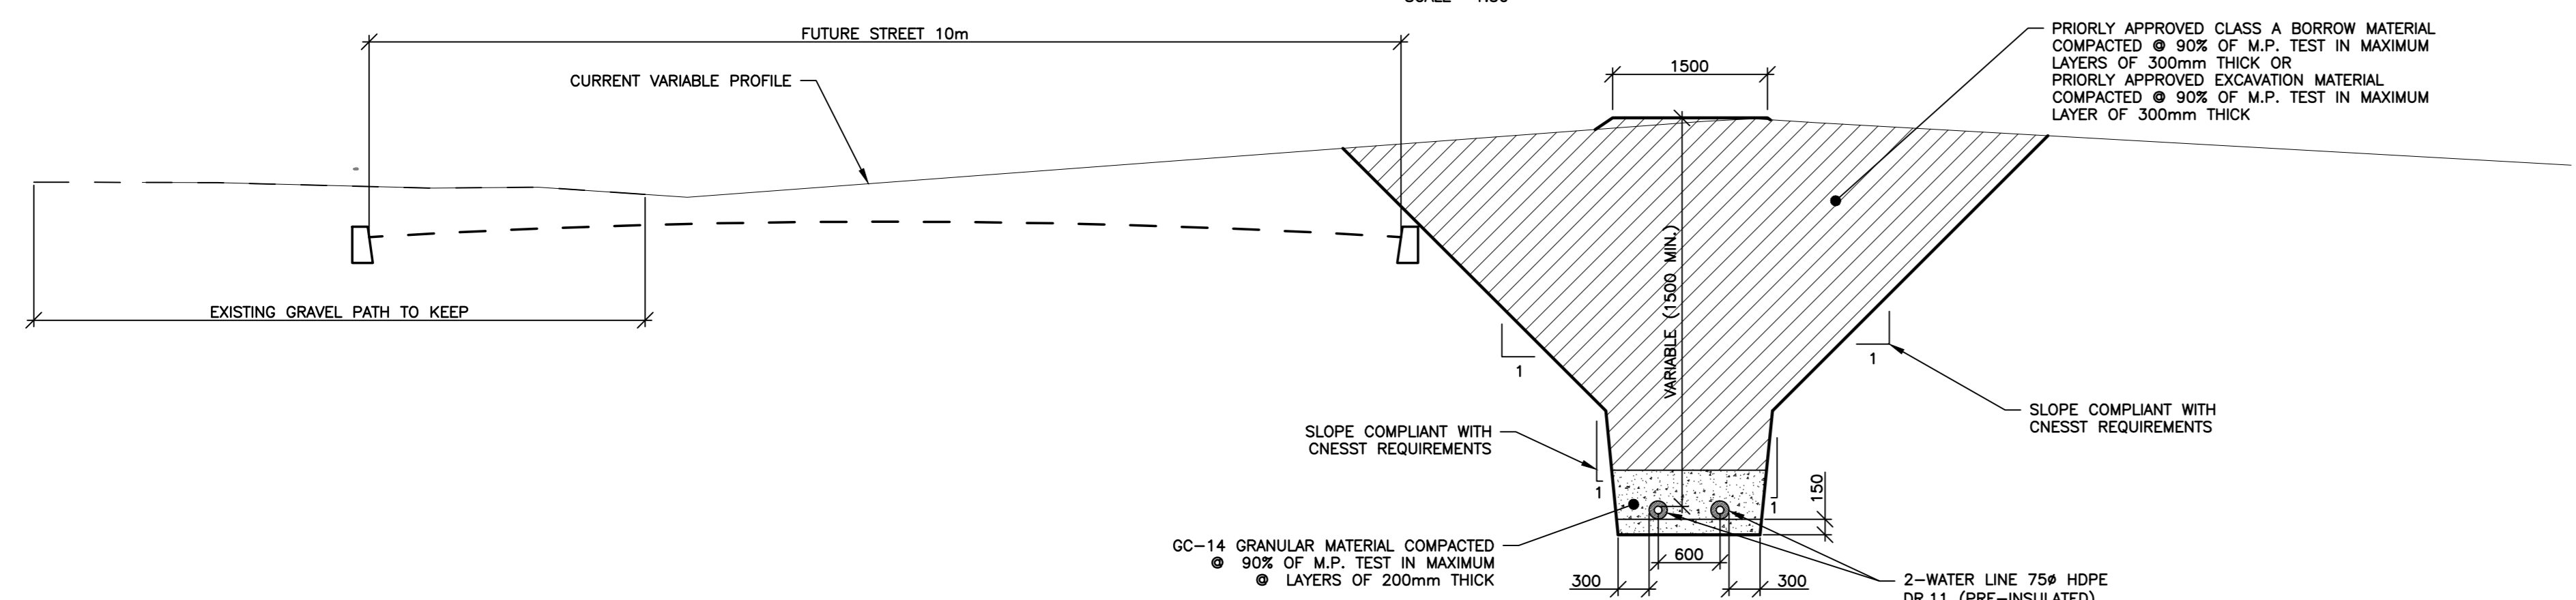 FUTURE STREET 10m
CURRENT VARIABLE PROFILE
1500
PRIORLY APPROVED CLASS A BORROW MATERIAL
COMPACTED @ 90% OF M.P. TEST IN MAXIMUM
LAYERS OF 300mm THICK OR
PRIORLY APPROVED EXCAVATION MATERIAL
COMPACTED @ 90% OF M.P. TEST IN MAXIMUM
LAYER OF 300mm THICK
EXISTING GRAVEL PATH TO KEEP
VARIABLE (1500 MIN.)
1
1
SLOPE COMPLIANT WITH
CNESST REQUIREMENTS
SLOPE COMPLIANT WITH
CNESST REQUIREMENTS
1
1
150
GC-14 GRANULAR MATERIAL COMPACTED
@ 90% OF M.P. TEST IN MAXIMUM
@ LAYERS OF 200mm THICK
600
300
300
2-WATER LINE 75ø HDPE
DR 11 (PRE-INSULATED)